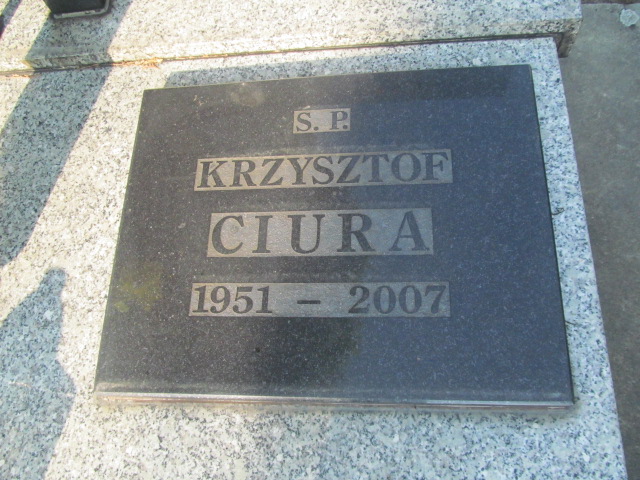 S. P.
KRZYSZTOF
CIURA
1951 – 2007